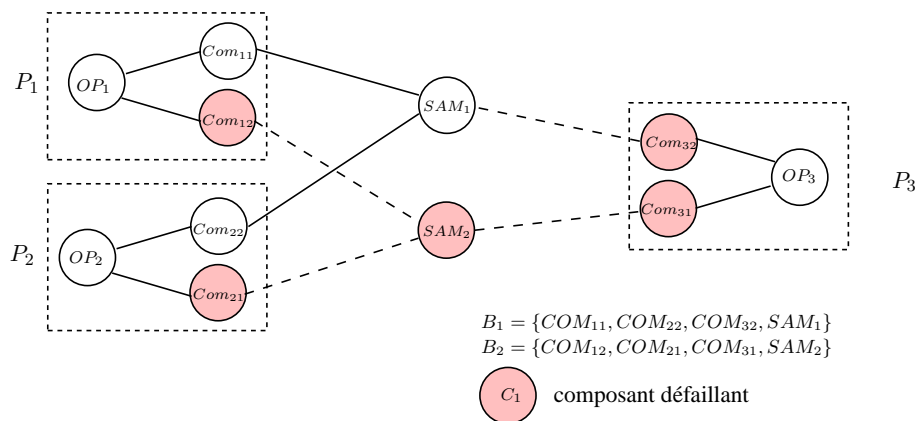 P₁
OP₁
Com₁₁
Com₁₂
SAM₁
Com₃₂
OP₃
P₃
Com₃₁
P₂
OP₂
Com₂₂
Com₂₁
SAM₂
B₁ = {COM₁₁, COM₂₂, COM₃₂, SAM₁}
B₂ = {COM₁₂, COM₂₁, COM₃₁, SAM₂}
C₁ composant défaillant